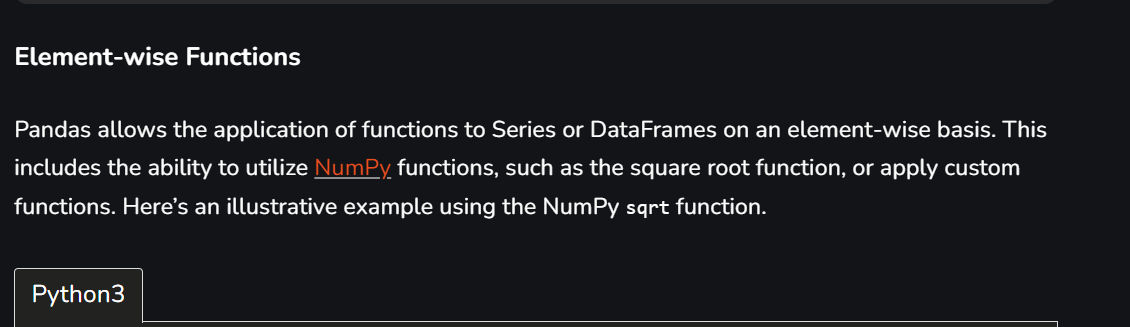 Element-wise Functions
Pandas allows the application of functions to Series or DataFrames on an element-wise basis. This
includes the ability to utilize NumPy functions, such as the square root function, or apply custom
functions. Here’s an illustrative example using the NumPy sqrt function.
Python3